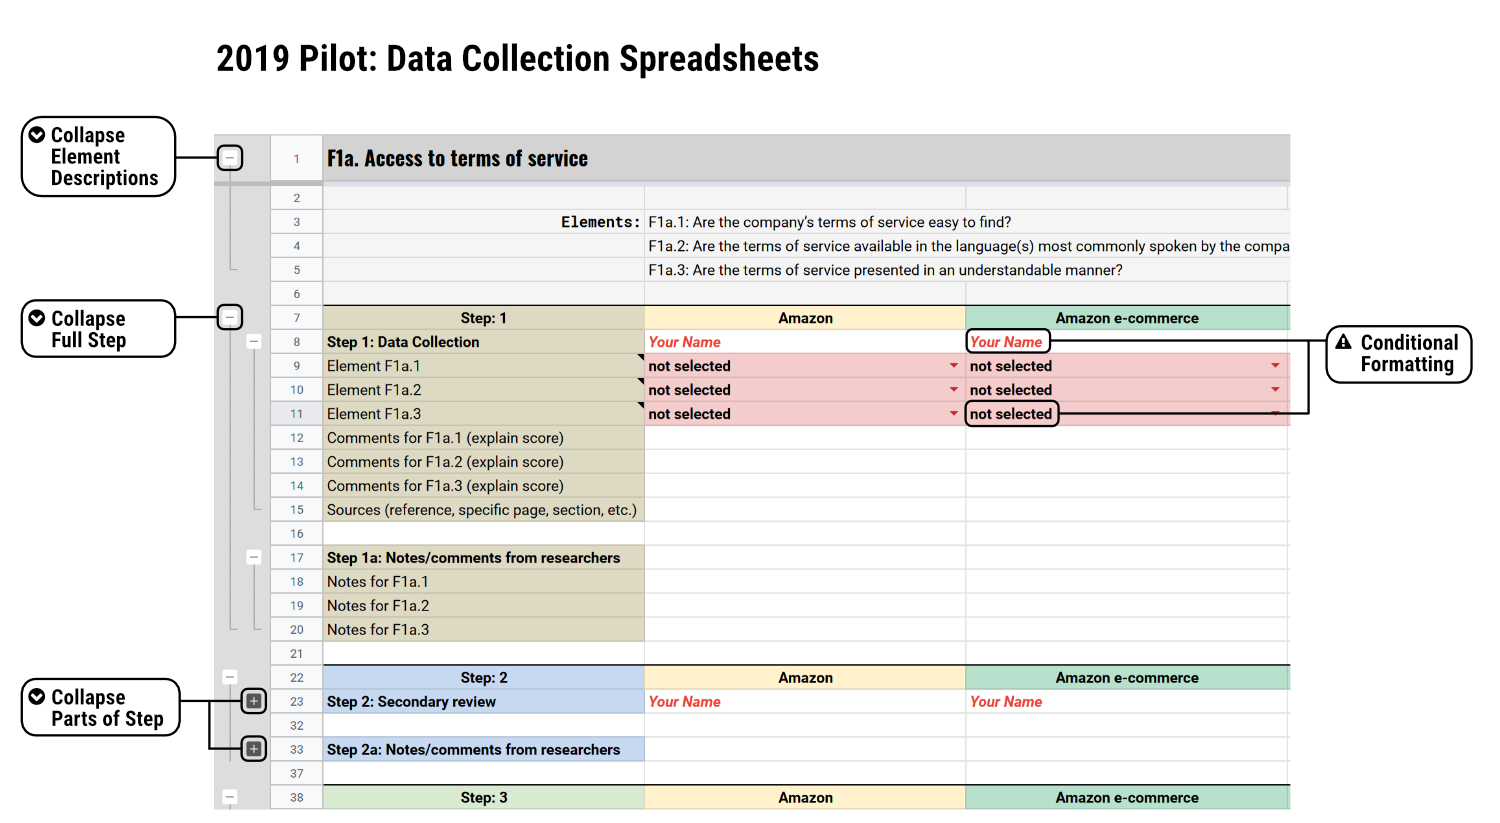 2019 Pilot: Data Collection Spreadsheets
Collapse
Element
Descriptions
1 F1a. Access to terms of service
2
3 Elements: F1a.1: Are the company's terms of service easy to find?
4 F1a.2: Are the terms of service available in the language(s) most commonly spoken by the compa
5 F1a.3: Are the terms of service presented in an understandable manner?
6
Collapse
Full Step
7 Step: 1 Amazon Amazon e-commerce
8 Step 1: Data Collection Your Name Your Name
Conditional
Formatting
9 Element F1a.1 not selected not selected
10 Element F1a.2 not selected not selected
11 Element F1a.3 not selected not selected
12 Comments for F1a.1 (explain score)
13 Comments for F1a.2 (explain score)
14 Comments for F1a.3 (explain score)
15 Sources (reference, specific page, section, etc.)
16
17 Step 1a: Notes/comments from researchers
18 Notes for F1a.1
19 Notes for F1a.2
20 Notes for F1a.3
21
22 Step: 2 Amazon Amazon e-commerce
Collapse
Parts of Step
23 Step 2: Secondary review Your Name Your Name
32
33 Step 2a: Notes/comments from researchers
37
38 Step: 3 Amazon Amazon e-commerce